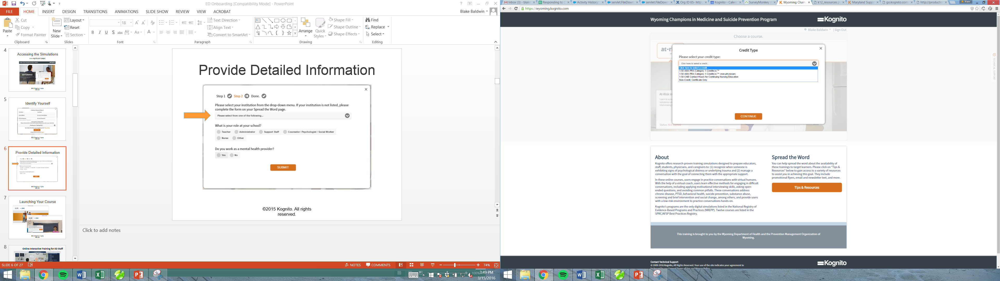 ED Onboarding [Compatibility Mode] - PowerPoint
FILE HOME INSERT DESIGN TRANSITIONS ANIMATIONS SLIDE SHOW REVIEW VIEW ACROBAT
Blake Baldwin
Paste
Cut
Copy
Format Painter
Clipboard
New Slide
Layout
Reset
Section
Slides
18
Font
Text Direction
Align Text
Convert to SmartArt
Paragraph
Arrange
Quick Styles
Shape Fill
Shape Outline
Shape Effects
Drawing
Find
Replace
Select
Editing
4
Accessing the Simulations
5
Identify Yourself
6
Provide Detailed Information
7
Launching Your Course
8
Online Interactive Training for ED Staff
Provide Detailed Information
Step 1 Step 2 Done.
Please select your institution from the drop-down menu. If your institution is not listed, please
complete the form on your Spread the Word page.
Please select from one of the following...
What is your role at your school?
Teacher Administrator Support Staff Counselor / Psychologist / Social Worker
Nurse Other
Do you work as a mental health provider?
Yes No
SUBMIT
©2015 Kognito. All rights
reserved.
Click to add notes
SLIDE 6 OF 27
NOTES COMMENTS 74%
100%
3:49 PM
3/15/2016
Inbox (3) - blake
Responding to
Activity History
servlet.FileDown
servlet.FileDown
Org ID 65- http
Kognito - Calen
SurveyMonkey
Wyoming Cham
k12_resources.p
Maryland Suppo
go.kognito.com
http://producti
Blake
https://wyoming.kognito.com
Wyoming Champions in Medicine and Suicide Prevention Program
Kognito
Blake Baldwin | Sign Out
Choose a course.
at-ri
Credit Type
Please select your credit type:
Click here to select a credit...
Click here to select a credit...
1.50 AMA PRA Category 1 Credits(s)™
1.50 AMA PRA Category 1 Credits(s)™ (non-physician)
1.50 CNE Contact Hours for Continuing Nursing Education
Non-Credit, Certificate Only
CONTINUE
At-Risk in
Status: Not Started
TECHNICAL SUPPORT
About
Kognito offers research-proven training simulations designed to prepare educators,
staff, students, physicians, and caregivers to: (1) recognize when someone is
exhibiting signs of psychological distress or underlying trauma and (2) manage a
conversation with the goal of connecting them with the appropriate support.
In these online courses, users engage in practice conversations with virtual humans.
With the help of a virtual coach, users learn effective methods for engaging in difficult
conversations, including applying motivational interviewing skills, asking open-
ended questions, and avoiding common pitfalls. These conversations address
chronic disease, PTSD, behavioral health, suicide prevention, substance abuse,
screening and brief intervention and social change, among others, and provide users
with a low-risk environment to practice conversations hands-on.
Kognito's programs are the only digital simulations listed in the National Registry of
Evidence-Based Programs and Practices (NREPP). Twelve courses are listed in the
SPRC/AFSP Best Practices Registry.
Spread the Word
You can help spread the word about the availability of
these trainings to target learners. Please click on "Tips &
Resources" below to gain access to a variety of resources
to assist you in achieving this goal. They include
promotional flyers, email and newsletter text, and more.
Tips & Resources
This training is brought to you by the Wyoming Department of Health and the Prevention Management Organization of
Wyoming.
Contact Technical Support
© 2009-2016 Kognito, All Rights Reserved. Your use of the site indicates your agreement to
Kognito